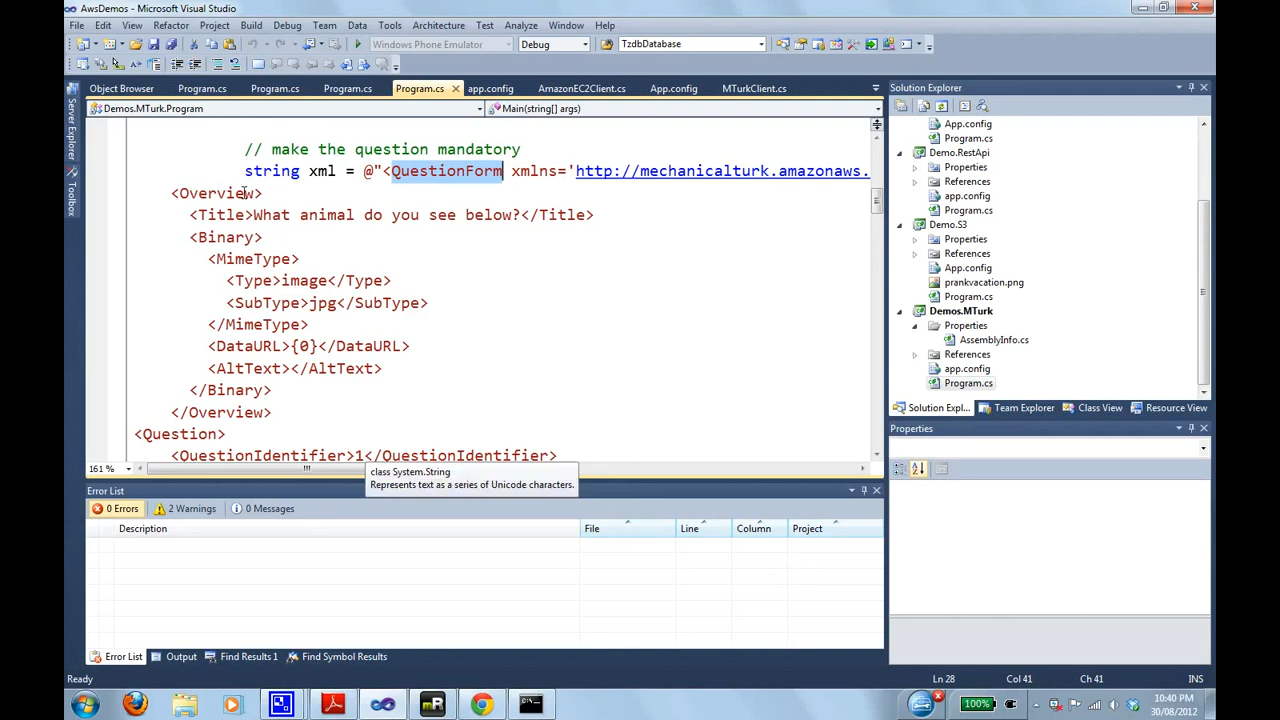 AwsDemos - Microsoft Visual Studio
File Edit View Refactor Project Build Debug Team Data Tools Architecture Test Analyze Window Help
Windows Phone Emulator Debug TzdbDatabase
Object Browser Program.cs Program.cs Program.cs Program.cs app.config AmazonEC2Client.cs App.config MTurkClient.cs
Demos.MTurk.Program Main(string[] args)
// make the question mandatory
string xml = @"<QuestionForm xmlns='http://mechanicalturk.amazonaws.
<Overview>
<Title>What animal do you see below?</Title>
<Binary>
<MimeType>
<Type>image</Type>
<SubType>jpg</SubType>
</MimeType>
<DataURL>{0}</DataURL>
<AltText></AltText>
</Binary>
</Overview>
<Question>
<QuestionIdentifier>1</QuestionIdentifier>
161 %
class System.String
Represents text as a series of Unicode characters.
Server Explorer
Toolbox
Solution Explorer
App.config
Program.cs
Demo.RestApi
Properties
References
app.config
Program.cs
Demo.S3
Properties
References
App.config
prankvacation.png
Program.cs
Demos.MTurk
Properties
AssemblyInfo.cs
References
app.config
Program.cs
Solution Expl... Team Explorer Class View Resource View
Properties
Error List
0 Errors 2 Warnings 0 Messages
Description File Line Column Project
Error List Output Find Results 1 Find Symbol Results
Ready Ln 28 Col 41 Ch 41
mR
100%
10:40 PM
30/08/2012